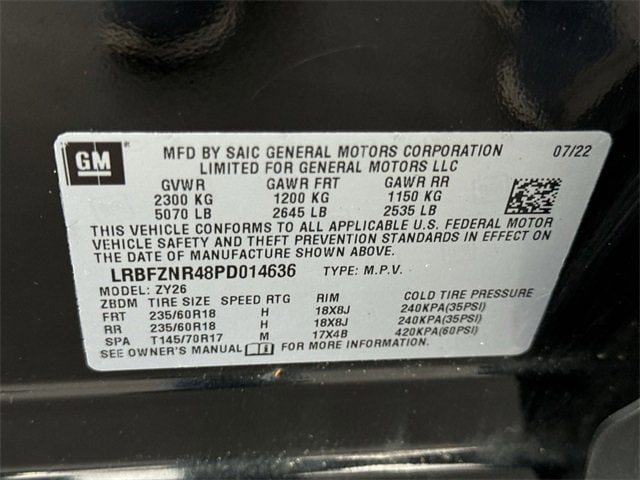 GM
MFD BY SAIC GENERAL MOTORS CORPORATION 07/22
LIMITED FOR GENERAL MOTORS LLC
GVWR GAWR FRT GAWR RR
2300 KG 1200 KG 1150 KG
5070 LB 2645 LB 2535 LB
THIS VEHICLE CONFORMS TO ALL APPLICABLE U.S. FEDERAL MOTOR
VEHICLE SAFETY AND THEFT PREVENTION STANDARDS IN EFFECT ON
THE DATE OF MANUFACTURE SHOWN ABOVE.
LRBFZNR48PD014636 TYPE: M.P.V.
MODEL: ZY26
ZBDM TIRE SIZE SPEED RTG RIM COLD TIRE PRESSURE
FRT 235/60R18 H 18X8J 240KPA(35PSI)
RR 235/60R18 H 18X8J 240KPA(35PSI)
SPA T145/70R17 M 17X4B 420KPA(60PSI)
SEE OWNER'S MANUAL FOR MORE INFORMATION.